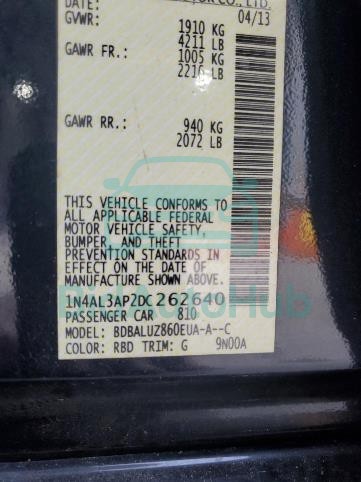 CO., LTD.
DATE: 04/13
GVWR: 1910 KG
4211 LB
GAWR FR.: 1005 KG
2216 LB
GAWR RR.: 940 KG
2072 LB
THIS VEHICLE CONFORMS TO
ALL APPLICABLE FEDERAL
MOTOR VEHICLE SAFETY,
BUMPER, AND THEFT
PREVENTION STANDARDS
IN EFFECT ON THE DATE OF
MANUFACTURE SHOWN ABOVE.
1N4AL3AP2DC262640
PASSENGER CAR 810
MODEL: BDBALUZ860EUA-A--C
COLOR: RBD TRIM: G 9N00A